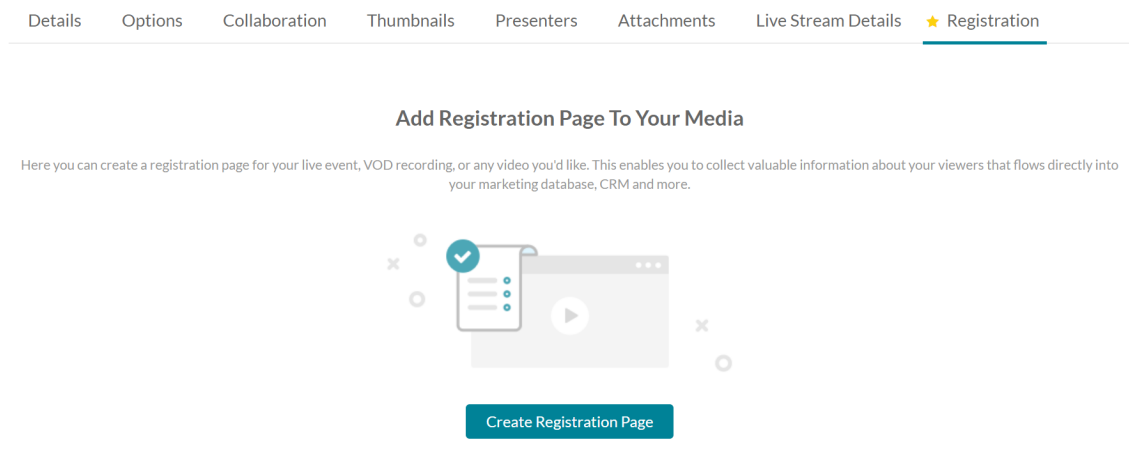 Details Options Collaboration Thumbnails Presenters Attachments Live Stream Details Registration
Add Registration Page To Your Media
Here you can create a registration page for your live event, VOD recording, or any video you'd like. This enables you to collect valuable information about your viewers that flows directly into
your marketing database, CRM and more.
Create Registration Page